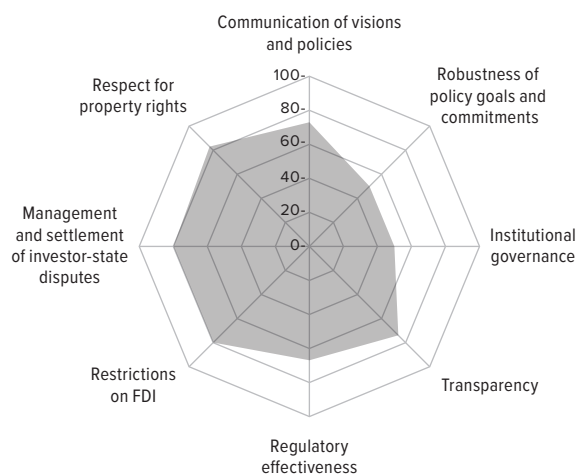 Communication of visions
and policies
Robustness of
policy goals and
commitments
Institutional
governance
Transparency
Regulatory
effectiveness
Restrictions
on FDI
Management
and settlement
of investor-state
disputes
Respect for
property rights
100-
80-
60-
40-
20-
0-